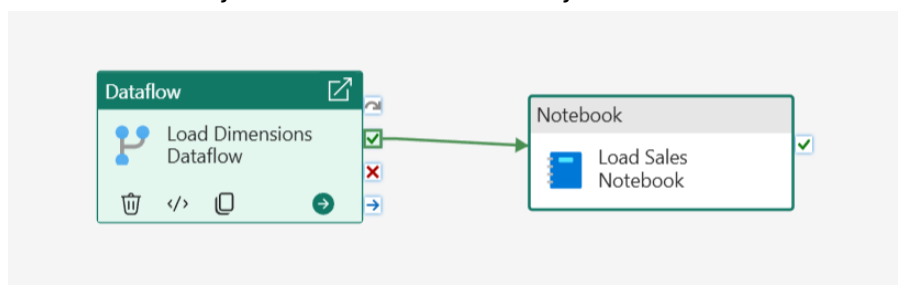 Dataflow
Load Dimensions
Dataflow
</>
Notebook
Load Sales
Notebook